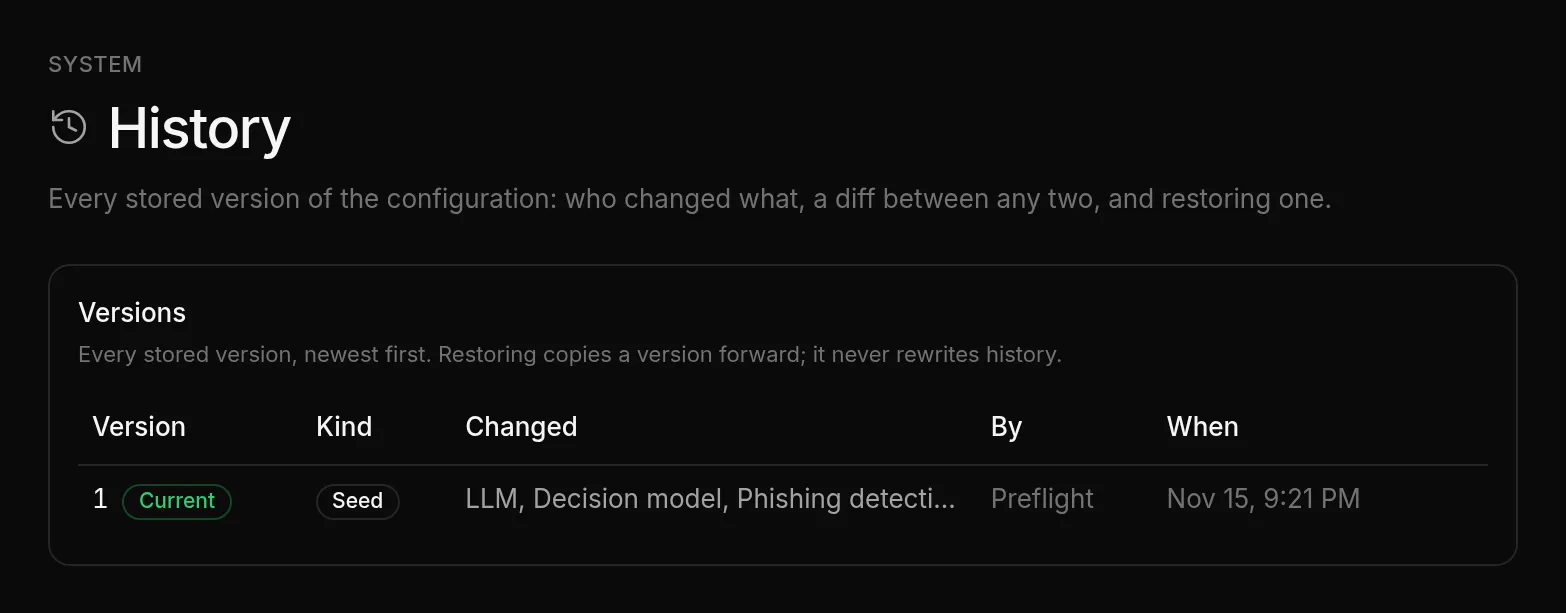 SYSTEM
History
Every stored version of the configuration: who changed what, a diff between any two, and restoring one.
Versions
Every stored version, newest first. Restoring copies a version forward; it never rewrites history.
Version Kind Changed By When
1 Current Seed LLM, Decision model, Phishing detecti... Preflight Nov 15, 9:21 PM